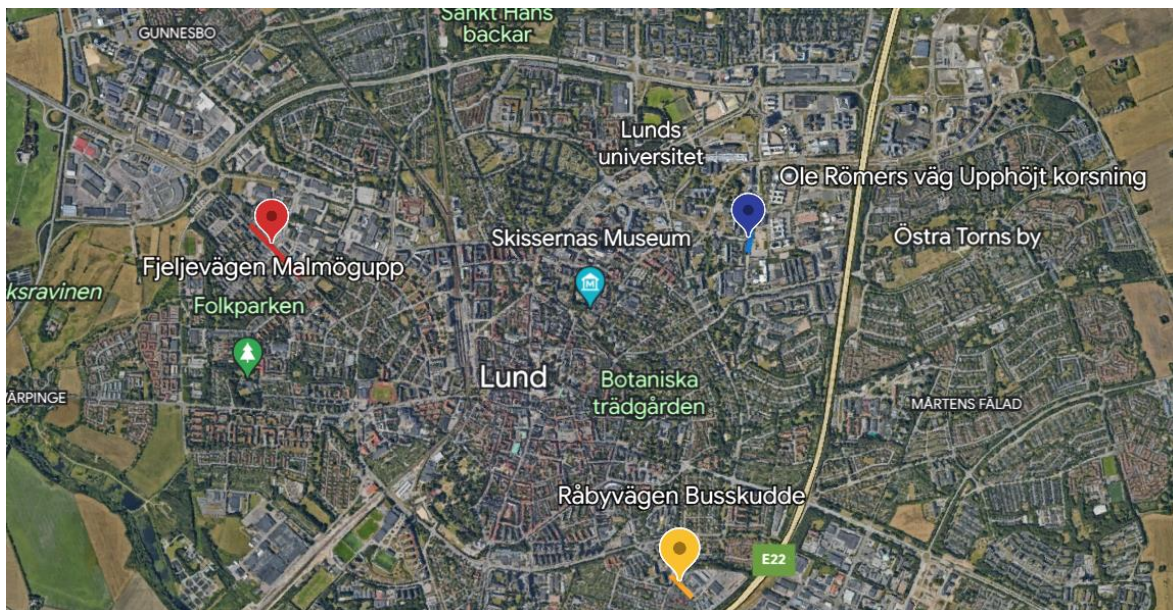 Sankt Hans
backar
GUNNESBO
Lunds
universitet
Ole Römers väg Upphöjt korsning
Skissernas Museum
Östra Torns by
Fjeljevägen Malmögupp
ksravinen
Folkparken
M
Lund
Botaniska
trädgården
VÄRPINGE
MÅRTENS FÄLAD
Råbyvägen Busskudde
E22